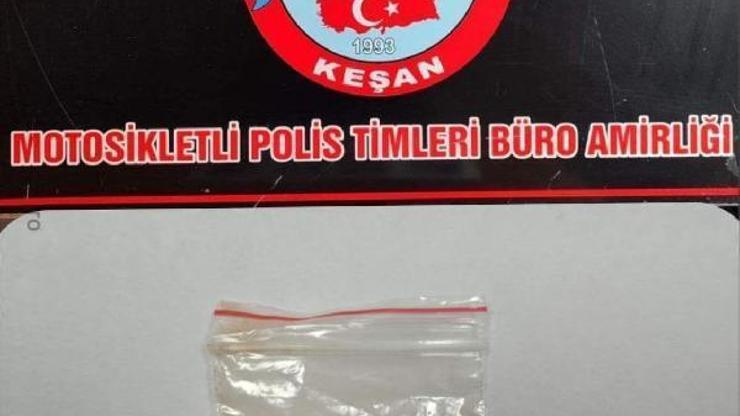 1993
KEŞAN
MOTOSİKLETLİ POLİS TİMLERİ BÜRO AMİRLİĞİ